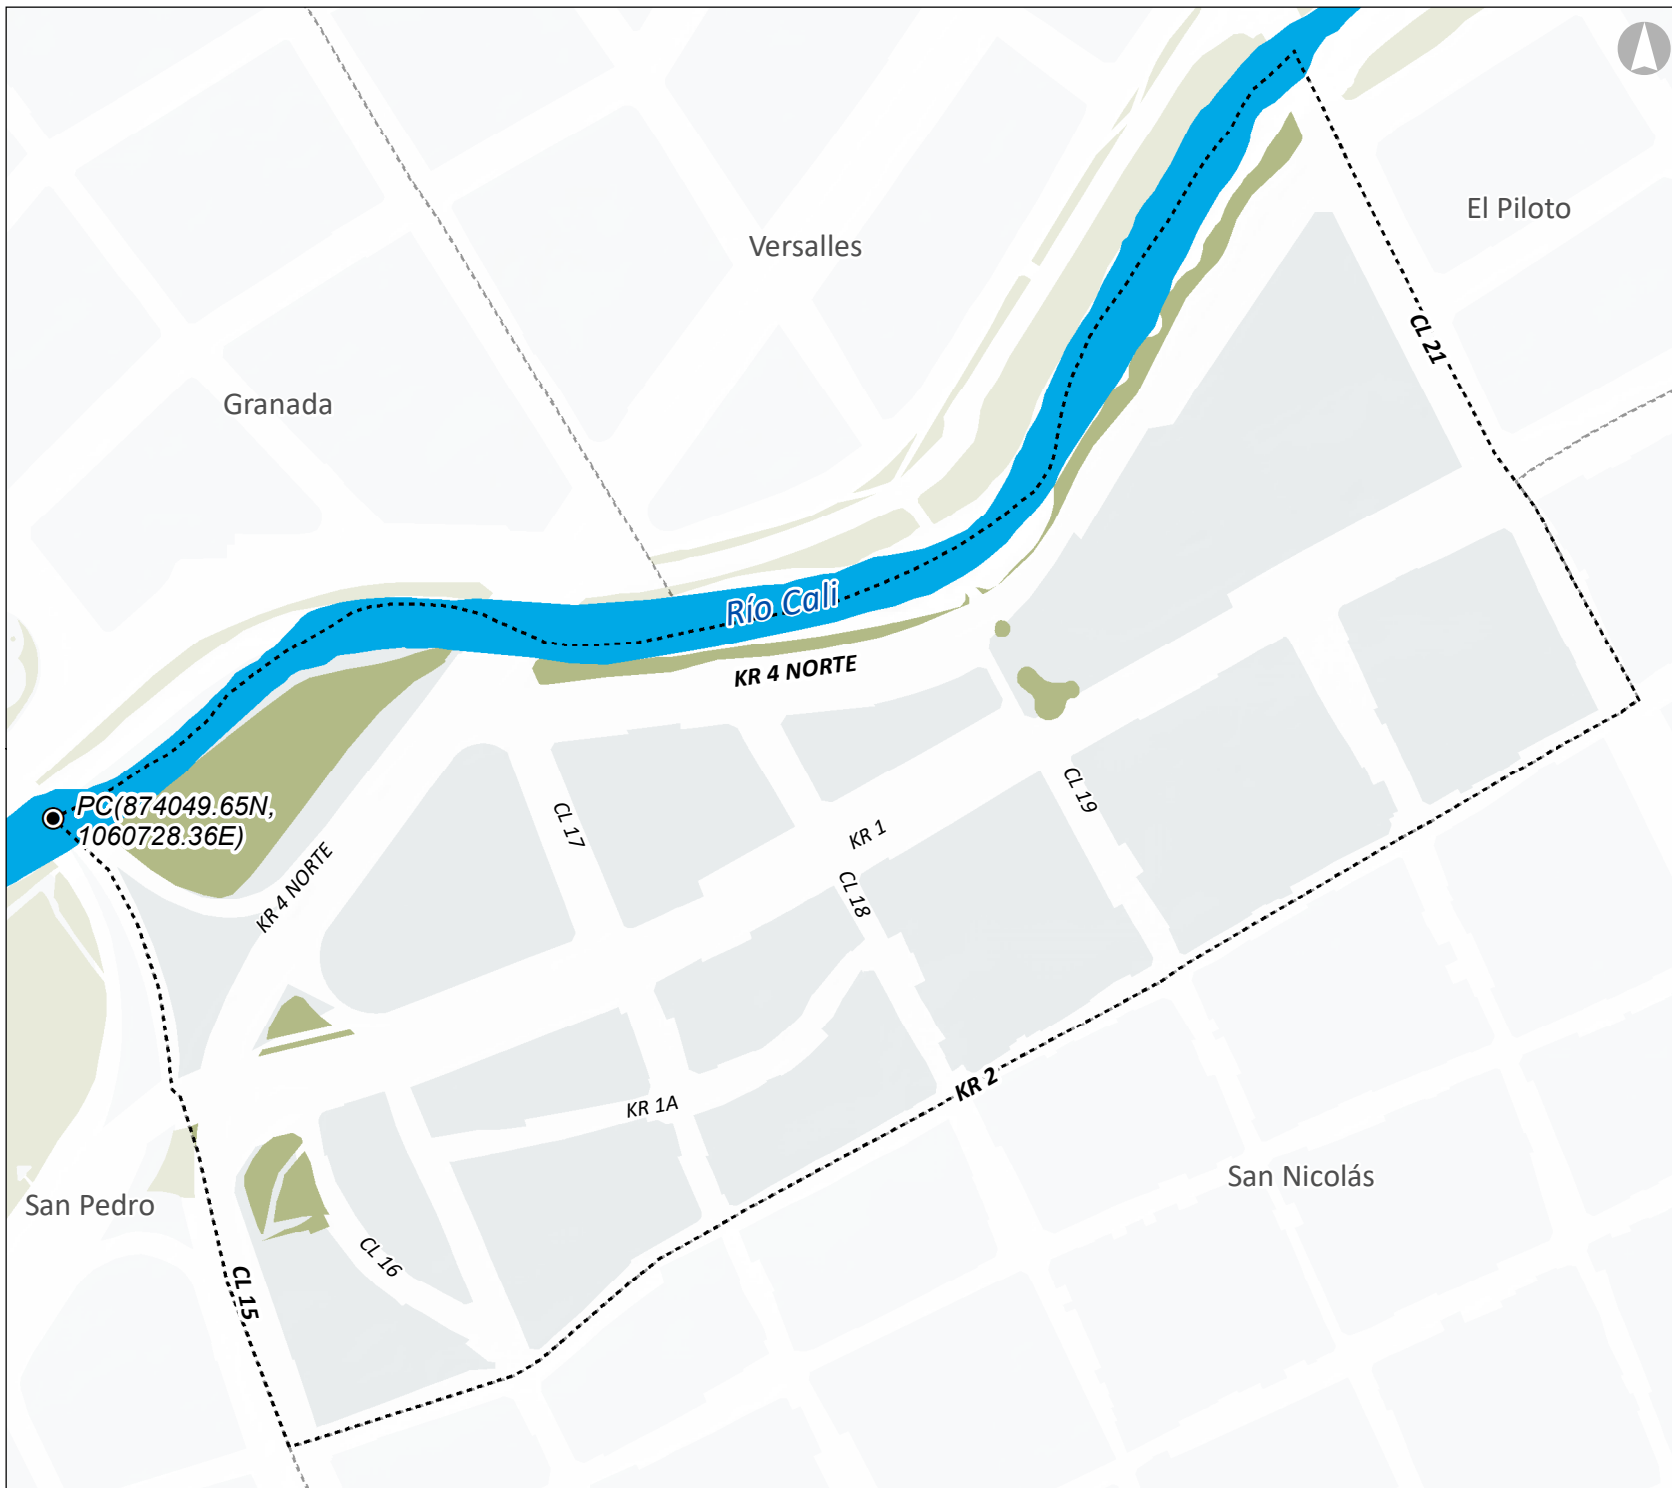 El Piloto
Versalles
CL 21
Granada
Río Cali
KR 4 NORTE
CL 19
PC(874049.65N,
1060728.36E)
CL 17
KR 1
KR 4 NORTE
CL 18
KR 2
KR 1A
San Nicolás
San Pedro
CL 16
CL 15